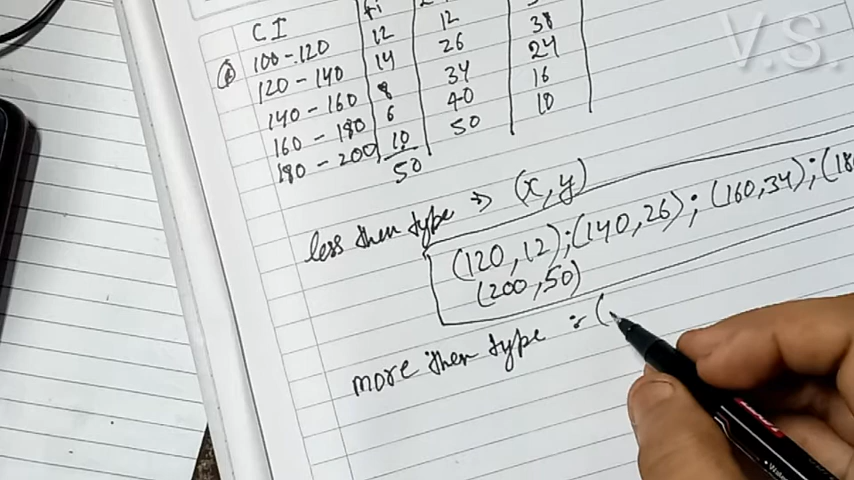 V.S.
CI fi
100-120 12 12
120-140 14 26 38
140-160 8 34 24
160-180 6 40 16
180-200 10 50 10
50
less then type → (x,y)
(120,12);(140,26);(160,34);(180
(200,50)
more then type :- (